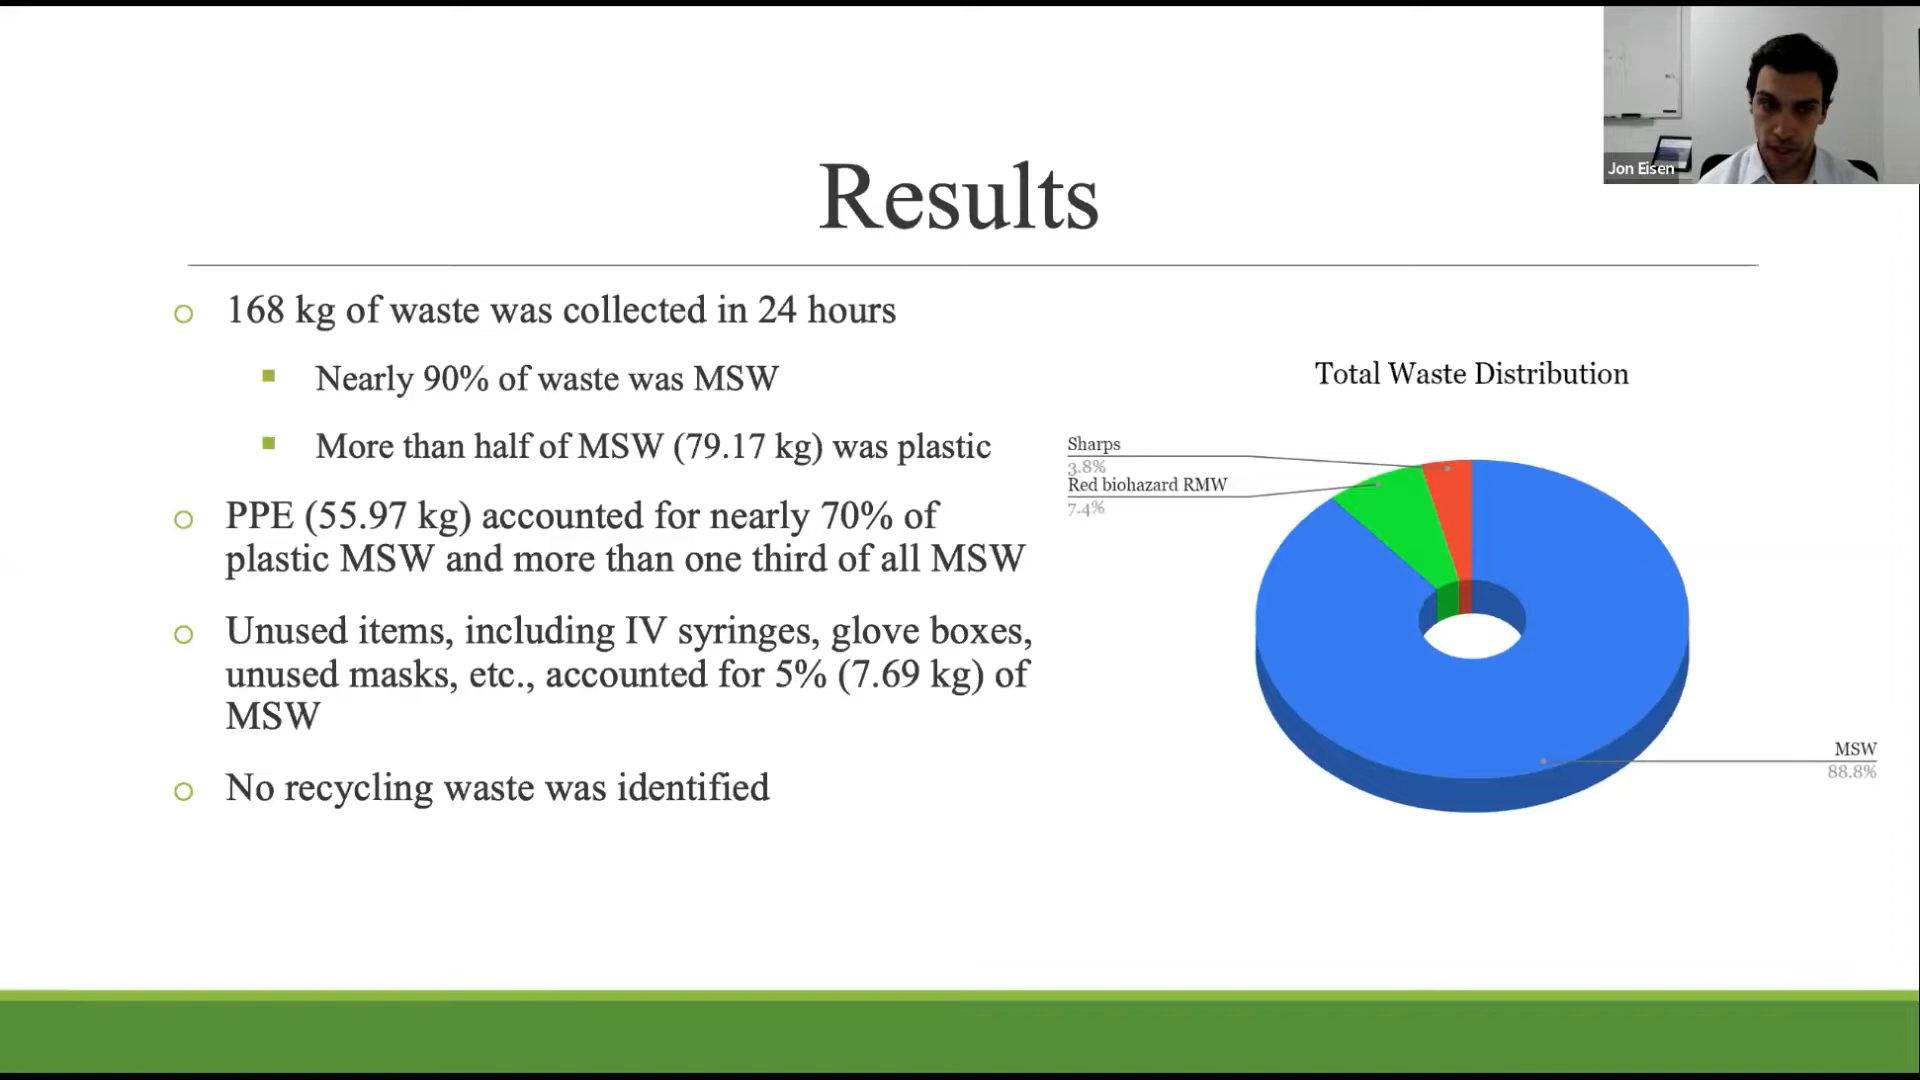 Jon Eisen
Results
168 kg of waste was collected in 24 hours
Nearly 90% of waste was MSW
More than half of MSW (79.17 kg) was plastic
PPE (55.97 kg) accounted for nearly 70% of
plastic MSW and more than one third of all MSW
Unused items, including IV syringes, glove boxes,
unused masks, etc., accounted for 5% (7.69 kg) of
MSW
No recycling waste was identified
Total Waste Distribution
Sharps
3.8%
Red biohazard RMW
7.4%
MSW
88.8%